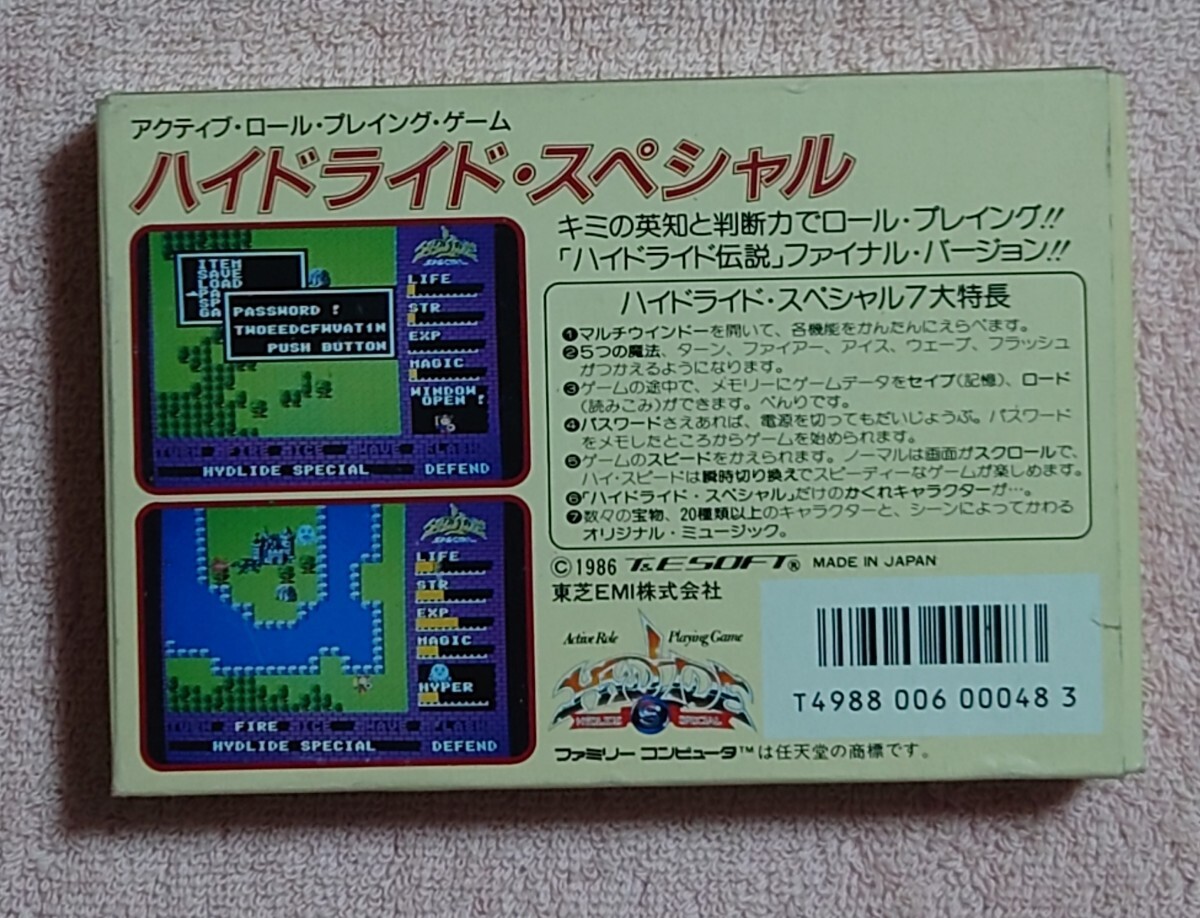 アクティブ・ロール・プレイング・ゲーム
ハイドライド・スペシャル
キミの英知と判断力でロール・プレイング!!
「ハイドライド伝説」ファイナル・バージョン!!
ITEM
SAVE
LOAD
PA
SP
GA
PASSWORD !
TWOEEDCFMVAT1N
PUSH BUTTON
LIFE
STR
EXP
MAGIC
WINDOW
OPEN !
TURN FIRE ICE WAVE FLASH
HYDLIDE SPECIAL DEFEND
ハイドライド・スペシャル7大特長
❶マルチウインドーを開いて、各機能をかんたんにえらべます。
❷5つの魔法、ターン、ファイアー、アイス、ウェーブ、フラッシュ
がつかえるようになります。
❸ゲームの途中で、メモリーにゲームデータをセイブ(記憶)、ロード
(読みこみ)ができます。べんりです。
❹パスワードさえあれば、電源を切ってもだいじょうぶ。パスワード
をメモしたところからゲームを始められます。
❺ゲームのスピードをかえられます。ノーマルは画面がスクロールで、
ハイ・スピードは瞬時切り換えでスピーディーなゲームが楽しめます。
❻「ハイドライド・スペシャル」だけのかくれキャラクターが…。
❼数々の宝物、20種類以上のキャラクターと、シーンによってかわる
オリジナル・ミュージック。
LIFE
STR
EXP
MAGIC
HYPER
TURN FIRE ICE WAVE FLASH
HYDLIDE SPECIAL DEFEND
©1986 T&E SOFT® MADE IN JAPAN
東芝EMI株式会社
Active Role Playing Game
HYDLIDE
HYDLIDE SPECIAL
T4988 006 00048 3
ファミリー コンピュータ™は任天堂の商標です。